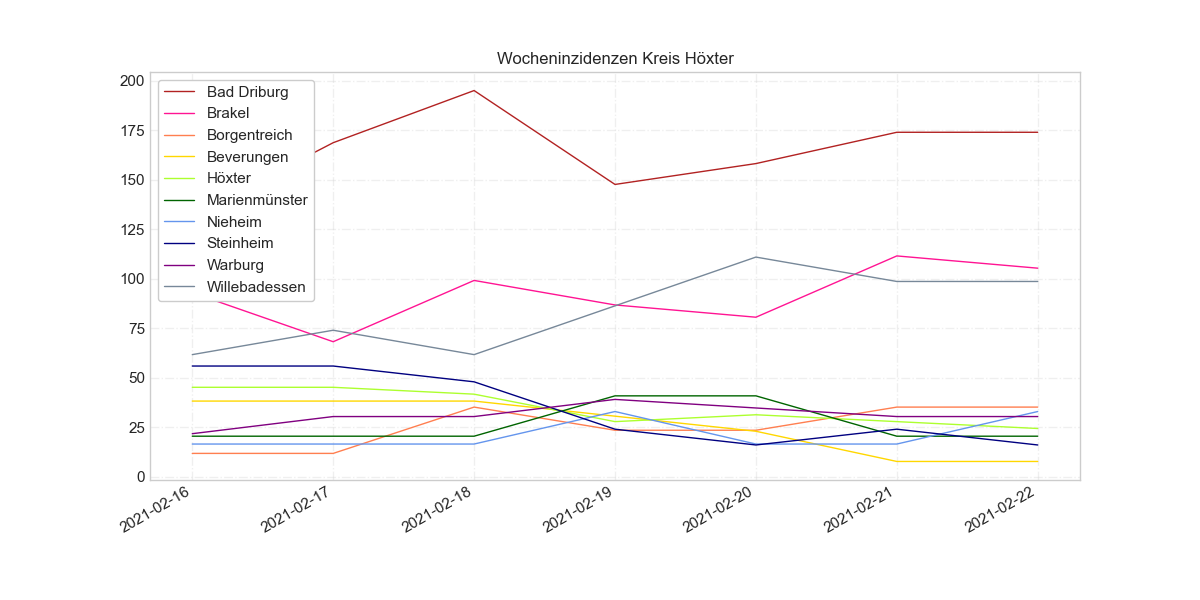 Wocheninzidenzen Kreis Höxter
200
175
150
125
100
75
50
25
0
Bad Driburg
Brakel
Borgentreich
Beverungen
Höxter
Marienmünster
Nieheim
Steinheim
Warburg
Willebadessen
2021-02-16
2021-02-17
2021-02-18
2021-02-19
2021-02-20
2021-02-21
2021-02-22